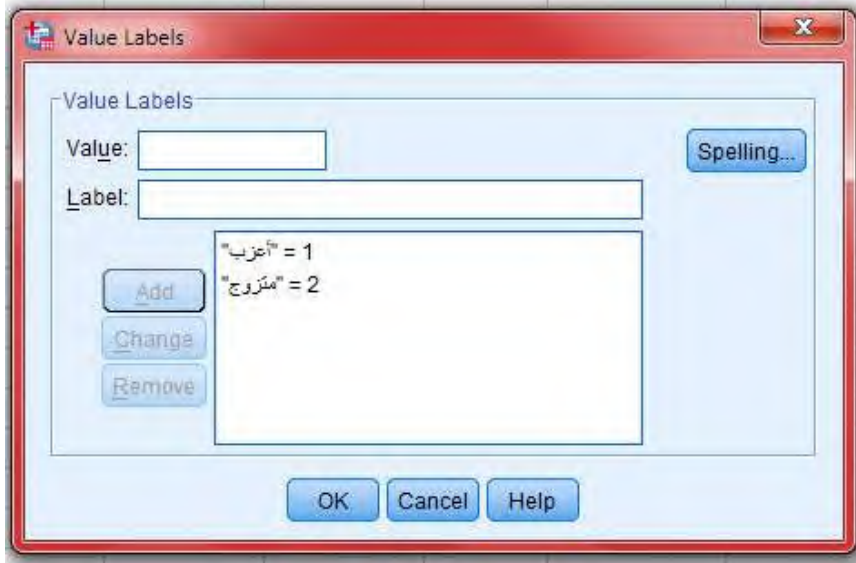 Value Labels
Value Labels
Value:
Spelling...
Label:
1 = "أعزب"
2 = "متزوج"
Add
Change
Remove
OK Cancel Help